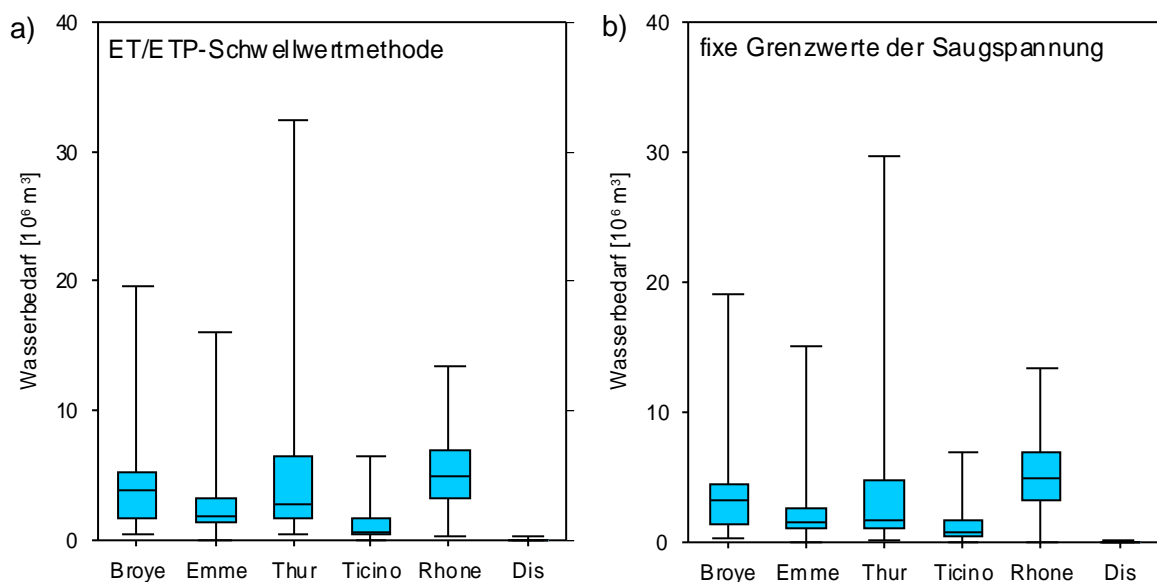 a)
ET/ETP-Schwellwertmethode
Wasserbedarf [10⁶ m³]
40
30
20
10
0
Broye Emme Thur Ticino Rhone Dis
b)
fixe Grenzwerte der Saugspannung
Wasserbedarf [10⁶ m³]
40
30
20
10
0
Broye Emme Thur Ticino Rhone Dis